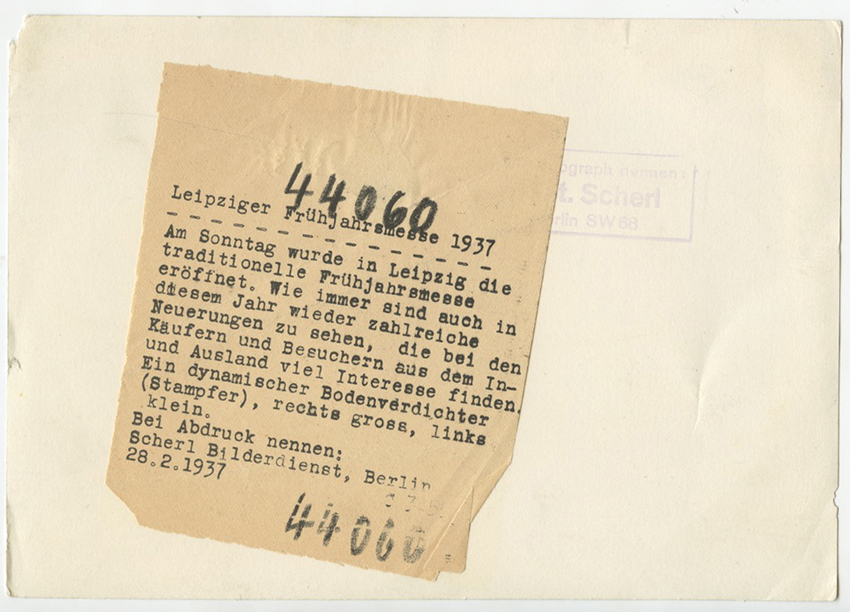 44060
Leipziger Frühjahrsmesse 1937
Am Sonntag wurde in Leipzig die
traditionelle Frühjahrsmesse
eröffnet. Wie immer sind auch in
diesem Jahr wieder zahlreiche
Neuerungen zu sehen, die bei den
Käufern und Besuchern aus dem In-
und Ausland viel Interesse finden.
Ein dynamischer Bodenverdichter
(Stampfer), rechts gross, links
klein.
Bei Abdruck nennen:
Scherl Bilderdienst, Berlin
28.2.1937
44060
nennen:
Scherl
SW 68